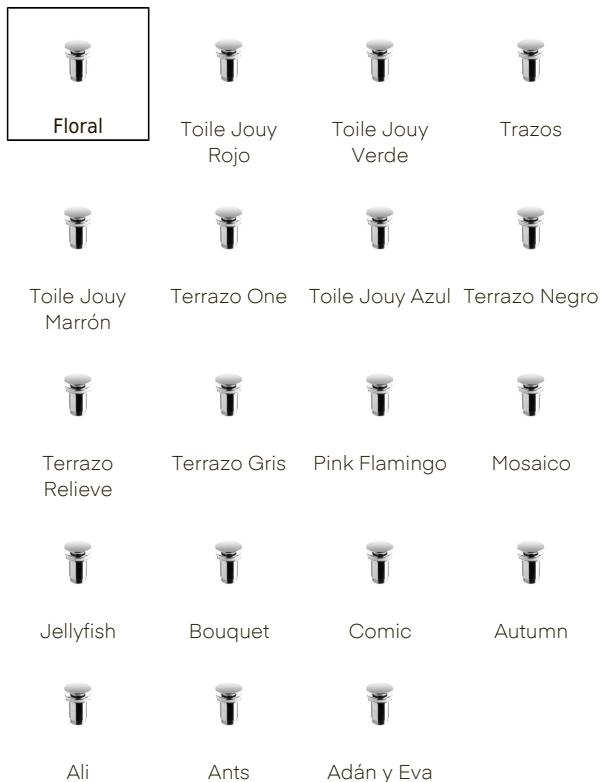 Floral
Toile Jouy
Rojo
Toile Jouy
Verde
Trazos
Toile Jouy
Marrón
Terrazo One
Toile Jouy Azul
Terrazo Negro
Terrazo
Relieve
Terrazo Gris
Pink Flamingo
Mosaico
Jellyfish
Bouquet
Comic
Autumn
Ali
Ants
Adán y Eva